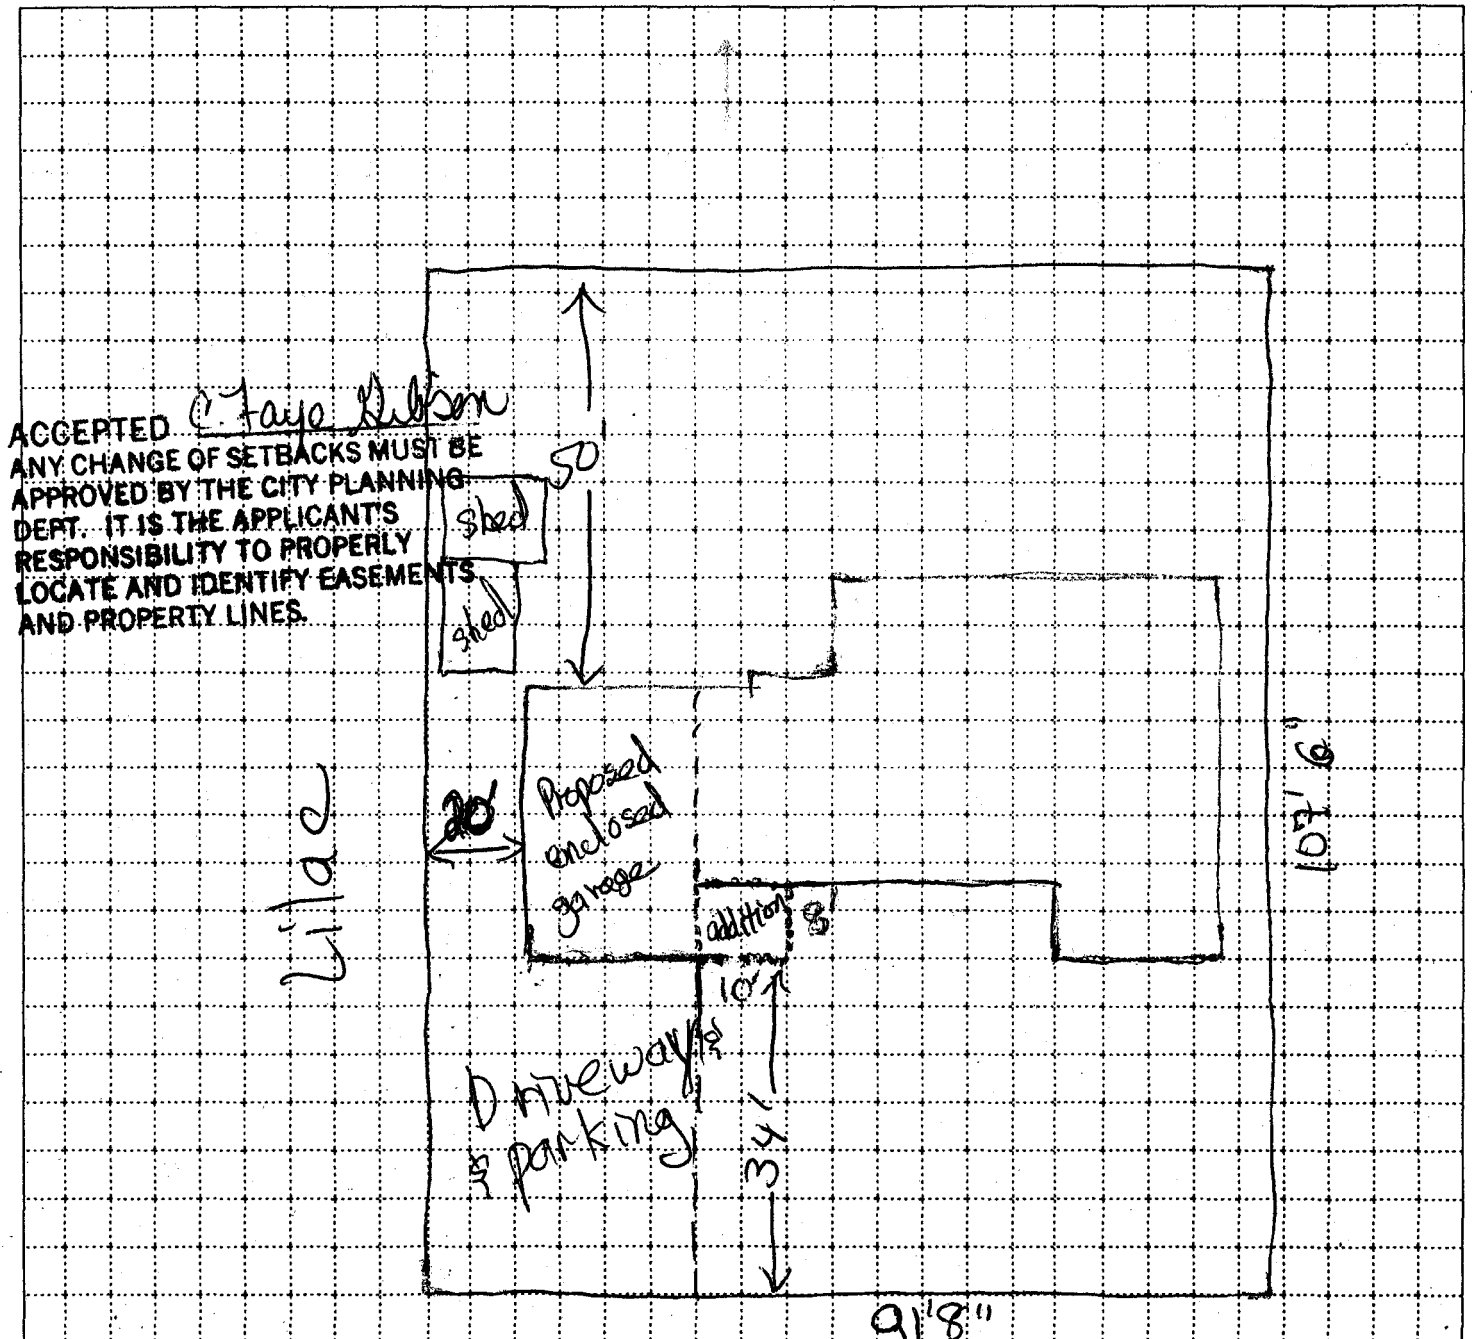 ACCEPTED C. Faye Gibson
ANY CHANGE OF SETBACKS MUST BE
APPROVED BY THE CITY PLANNING
DEPT. IT IS THE APPLICANT'S
RESPONSIBILITY TO PROPERLY
LOCATE AND IDENTIFY EASEMENTS
AND PROPERTY LINES.
50
shed
shed
Lilac
20'
Proposed
enclosed
garage
addition
8'
10'
107' 6"
Driveway &
& parking
34'
91'8"